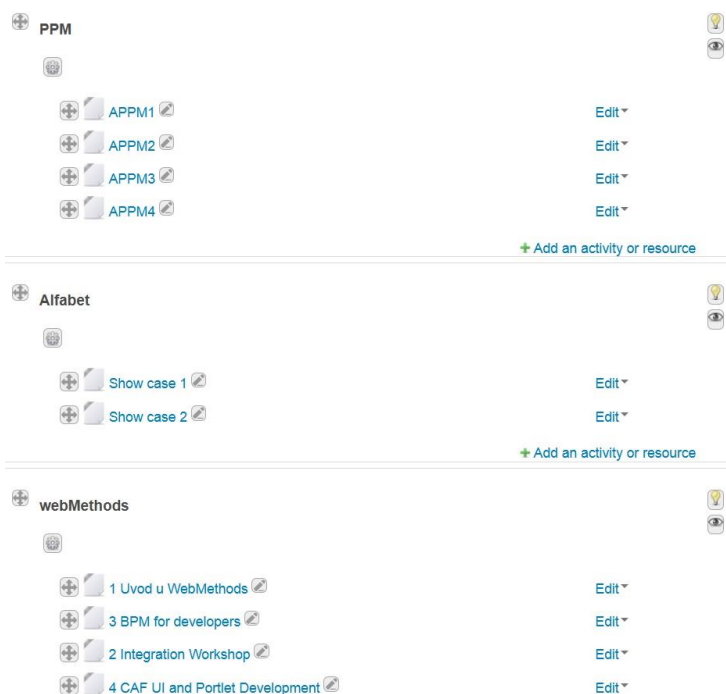 PPM
APPM1 Edit
APPM2 Edit
APPM3 Edit
APPM4 Edit
Add an activity or resource
Alfabet
Show case 1 Edit
Show case 2 Edit
Add an activity or resource
webMethods
1 Uvod u WebMethods Edit
3 BPM for developers Edit
2 Integration Workshop Edit
4 CAF UI and Portlet Development Edit